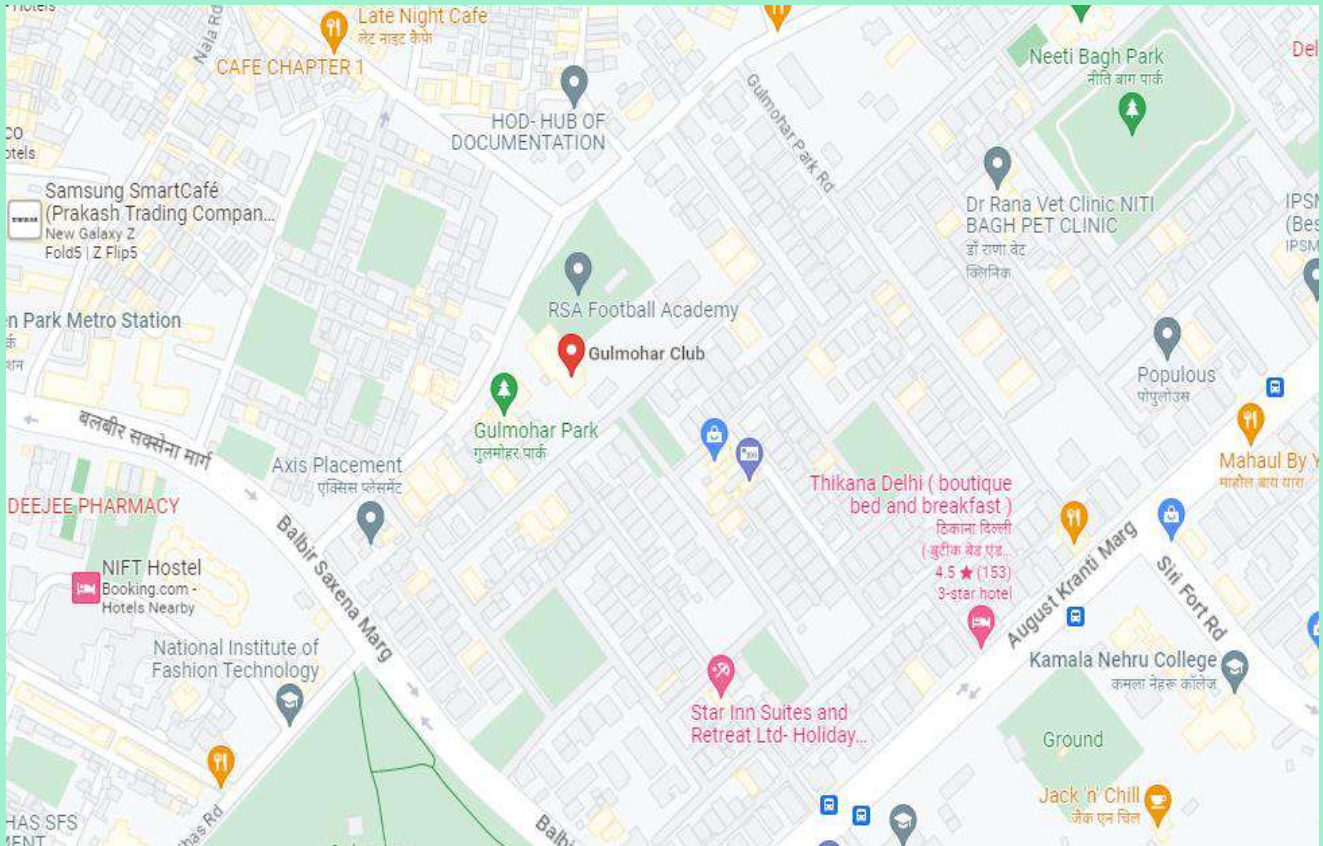 Late Night Cafe
लेट नाइट कैफे
CAFE CHAPTER 1
Nala Rd
HOD- HUB OF
DOCUMENTATION
Gulmohar Park Rd
Neeti Bagh Park
नीति बाग पार्क
Samsung SmartCafé
(Prakash Trading Compan...
New Galaxy Z
Fold5 | Z Flip5
Dr Rana Vet Clinic NITI
BAGH PET CLINIC
डॉ राणा वेट
क्लिनिक
RSA Football Academy
Park Metro Station
Gulmohar Club
Gulmohar Park
गुलमोहर पार्क
Populous
पोपुलोउस
बलबीर सक्सेना मार्ग
Axis Placement
एक्सिस प्लेसमेंट
Mahaul By
माहौल बाय यारा
DEEJEE PHARMACY
Thikana Delhi ( boutique
bed and breakfast )
ठिकाना दिल्ली
( बुटीक बेड एंड...
4.5 ★ (153)
3-star hotel
Balbir Saxena Marg
August Kranti Marg
Siri Fort Rd
NIFT Hostel
Booking.com -
Hotels Nearby
National Institute of
Fashion Technology
Kamala Nehru College
कमला नेहरू कॉलेज
Star Inn Suites and
Retreat Ltd- Holiday...
Ground
Jack 'n' Chill
जैक एन चिल
SFS
Rd